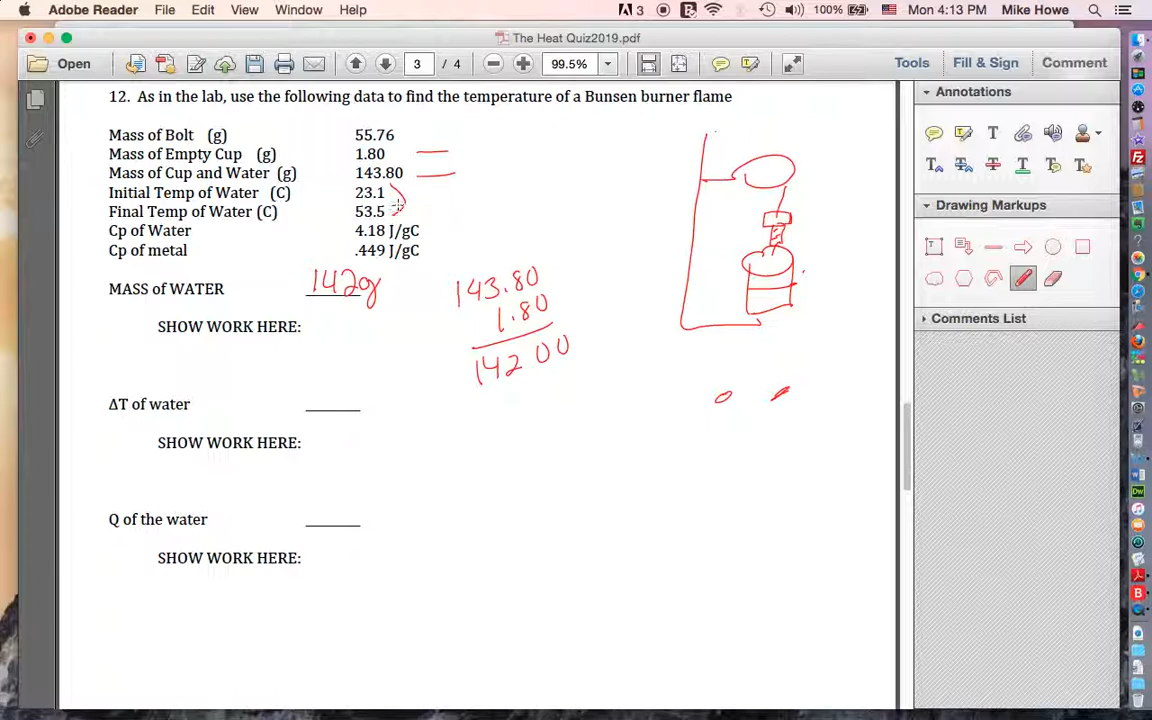 Adobe Reader File Edit View Window Help 3 100% Mon 4:13 PM Mike Howe
The Heat Quiz2019.pdf
Open 3 / 4 99.5% Tools Fill & Sign Comment
12. As in the lab, use the following data to find the temperature of a Bunsen burner flame
Mass of Bolt (g) 55.76
Mass of Empty Cup (g) 1.80
Mass of Cup and Water (g) 143.80
Initial Temp of Water (C) 23.1
Final Temp of Water (C) 53.5
Cp of Water 4.18 J/gC
Cp of metal .449 J/gC
MASS of WATER 142g
SHOW WORK HERE:
143.80
1.80
142 00
ΔT of water
SHOW WORK HERE:
Q of the water
SHOW WORK HERE:
Annotations
T
T T T T T
Drawing Markups
T
Comments List